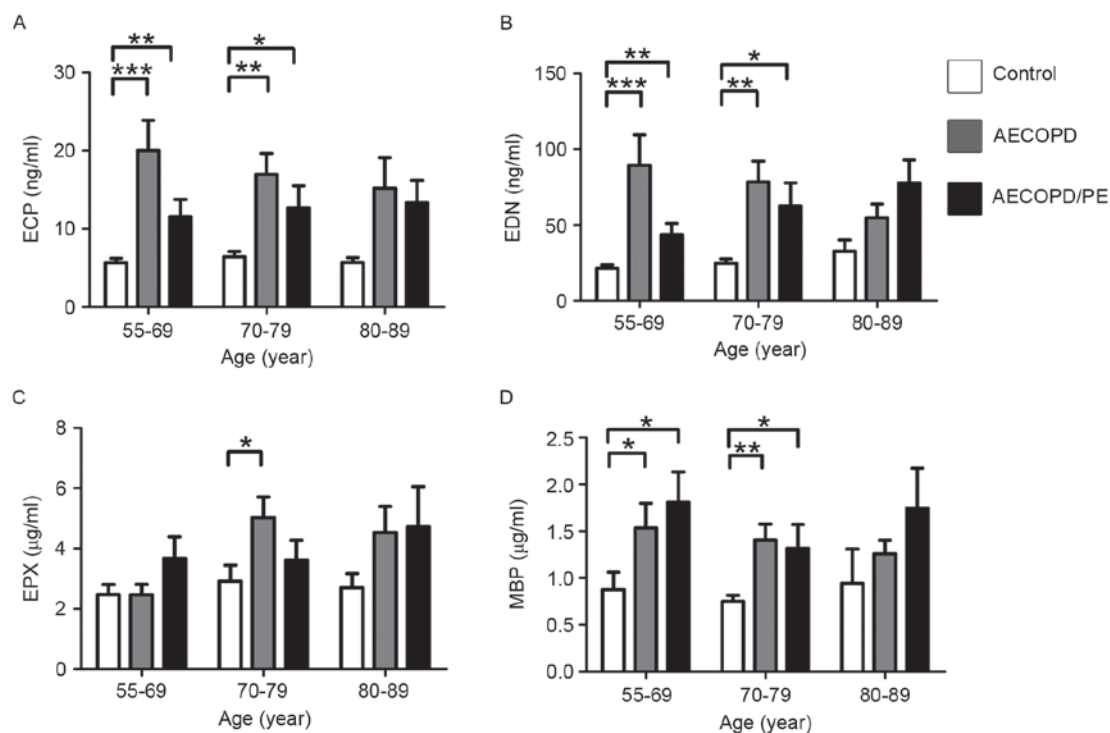 A
** *
*** **
30
20
10
0
ECP (ng/ml)
55-69 70-79 80-89
Age (year)
B
** *
*** **
150
100
50
0
EDN (ng/ml)
55-69 70-79 80-89
Age (year)
Control
AECOPD
AECOPD/PE
C
*
8
6
4
2
0
EPX (μg/ml)
55-69 70-79 80-89
Age (year)
D
* *
* **
2.5
2.0
1.5
1.0
0.5
0.0
MBP (μg/ml)
55-69 70-79 80-89
Age (year)